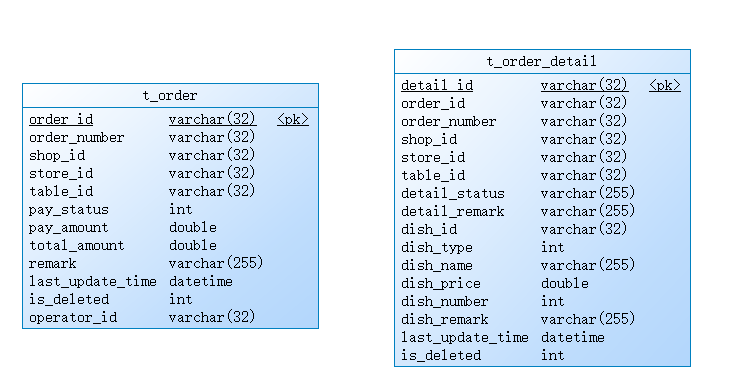 t_order
order_id varchar(32) <pk>
order_number varchar(32)
shop_id varchar(32)
store_id varchar(32)
table_id varchar(32)
pay_status int
pay_amount double
total_amount double
remark varchar(255)
last_update_time datetime
is_deleted int
operator_id varchar(32)
t_order_detail
detail_id varchar(32) <pk>
order_id varchar(32)
order_number varchar(32)
shop_id varchar(32)
store_id varchar(32)
table_id varchar(32)
detail_status varchar(255)
detail_remark varchar(255)
dish_id varchar(32)
dish_type int
dish_name varchar(255)
dish_price double
dish_number int
dish_remark varchar(255)
last_update_time datetime
is_deleted int